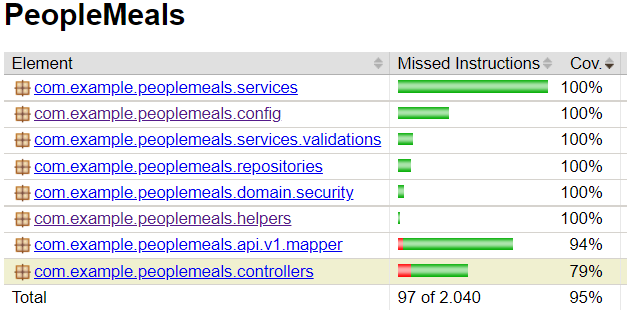 PeopleMeals
Element Missed Instructions Cov.
com.example.peoplemeals.services 100%
com.example.peoplemeals.config 100%
com.example.peoplemeals.services.validations 100%
com.example.peoplemeals.repositories 100%
com.example.peoplemeals.domain.security 100%
com.example.peoplemeals.helpers 100%
com.example.peoplemeals.api.v1.mapper 94%
com.example.peoplemeals.controllers 79%
Total 97 of 2.040 95%